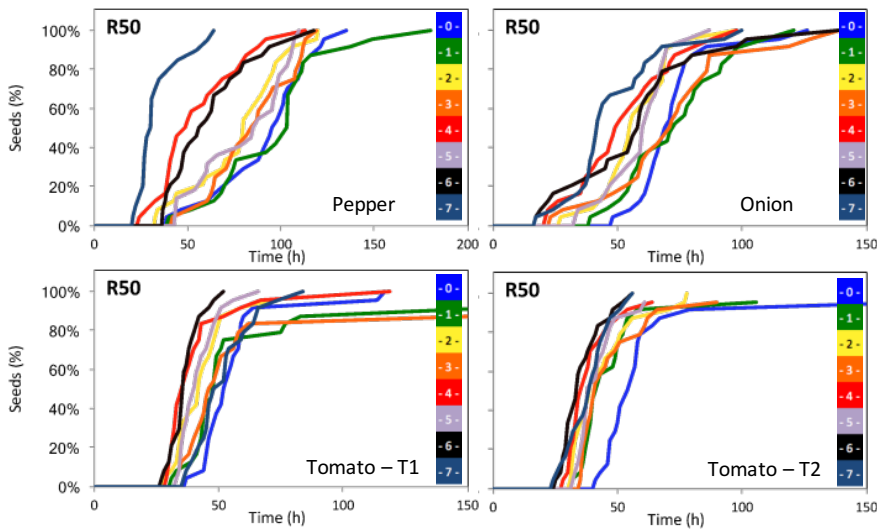 R50
100%
80%
60%
40%
20%
0%
Seeds (%)
0 50 100 150 200
Time (h)
Pepper
- 0 -
- 1 -
- 2 -
- 3 -
- 4 -
- 5 -
- 6 -
- 7 -
R50
0 50 100 150
Time (h)
Onion
- 0 -
- 1 -
- 2 -
- 3 -
- 4 -
- 5 -
- 6 -
- 7 -
R50
100%
80%
60%
40%
20%
0%
Seeds (%)
0 50 100 150
Time (h)
Tomato – T1
- 0 -
- 1 -
- 2 -
- 3 -
- 4 -
- 5 -
- 6 -
- 7 -
R50
0 50 100 150
Time (h)
Tomato – T2
- 0 -
- 1 -
- 2 -
- 3 -
- 4 -
- 5 -
- 6 -
- 7 -